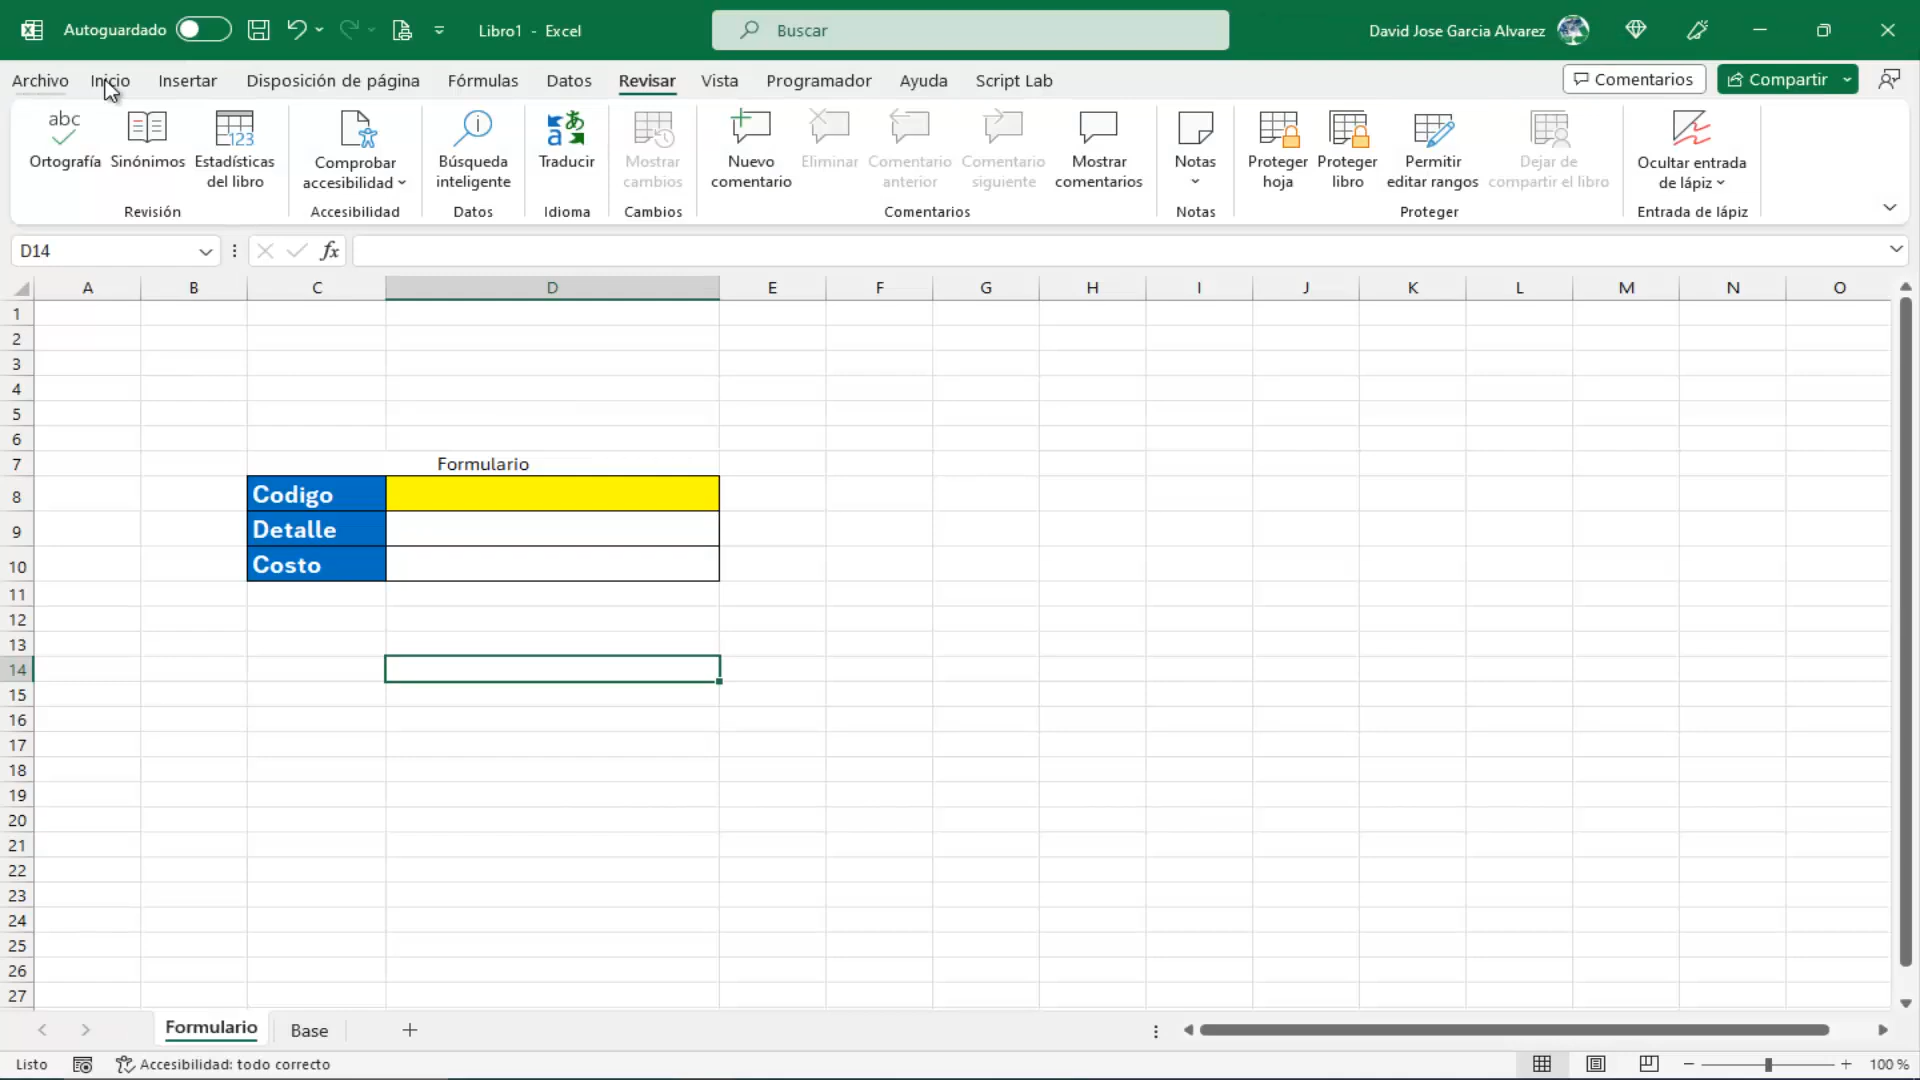 Autoguardado
Libro1 - Excel
Buscar
David Jose Garcia Alvarez
Archivo Inicio Insertar Disposición de página Fórmulas Datos Revisar Vista Programador Ayuda Script Lab
Comentarios
Compartir
abc
Ortografía
Sinónimos
123
Estadísticas
del libro
Revisión
Comprobar
accesibilidad
Accesibilidad
Búsqueda
inteligente
Datos
aあ
Traducir
Idioma
Mostrar
cambios
Cambios
Nuevo
comentario
Eliminar
Comentario
anterior
Comentario
siguiente
Mostrar
comentarios
Comentarios
Notas
Notas
Proteger
hoja
Proteger
libro
Permitir
editar rangos
Dejar de
compartir el libro
Proteger
Ocultar entrada
de lápiz
Entrada de lápiz
D14
fx
A B C D E F G H I J K L M N O
1
2
3
4
5
6
7 Formulario
8 Codigo
9 Detalle
10 Costo
11
12
13
14
15
16
17
18
19
20
21
22
23
24
25
26
27
Formulario Base
Listo
Accesibilidad: todo correcto
100 %